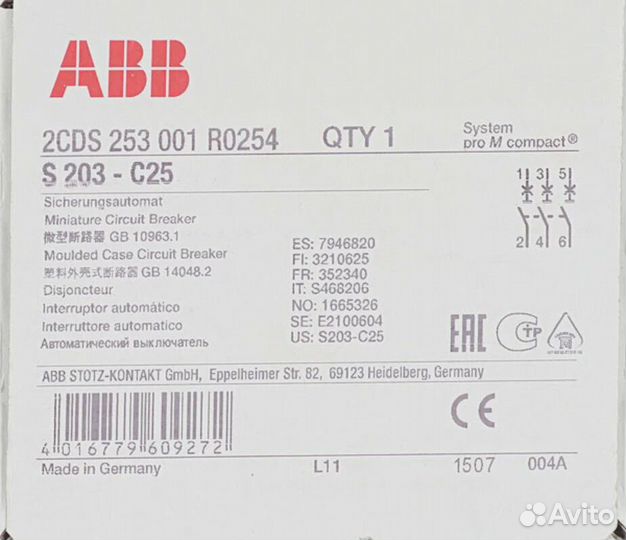 ABB
2CDS 253 001 R0254 QTY 1
System
pro M compact®
S 203 - C25
1 3 5
2 4 6
Sicherungsautomat
Miniature Circuit Breaker
微型断路器 GB 10963.1
Moulded Case Circuit Breaker
塑料外壳式断路器 GB 14048.2
Disjoncteur
Interruptor automático
Interruttore automatico
Автоматический выключатель
ES: 7946820
FI: 3210625
FR: 352340
IT: S468206
NO: 1665326
SE: E2100604
US: S203-C25
EAC
ABB STOTZ-KONTAKT GmbH, Eppelheimer Str. 82, 69123 Heidelberg, Germany
CE
4 016779 609272
Made in Germany L11 1507 004A
Avito